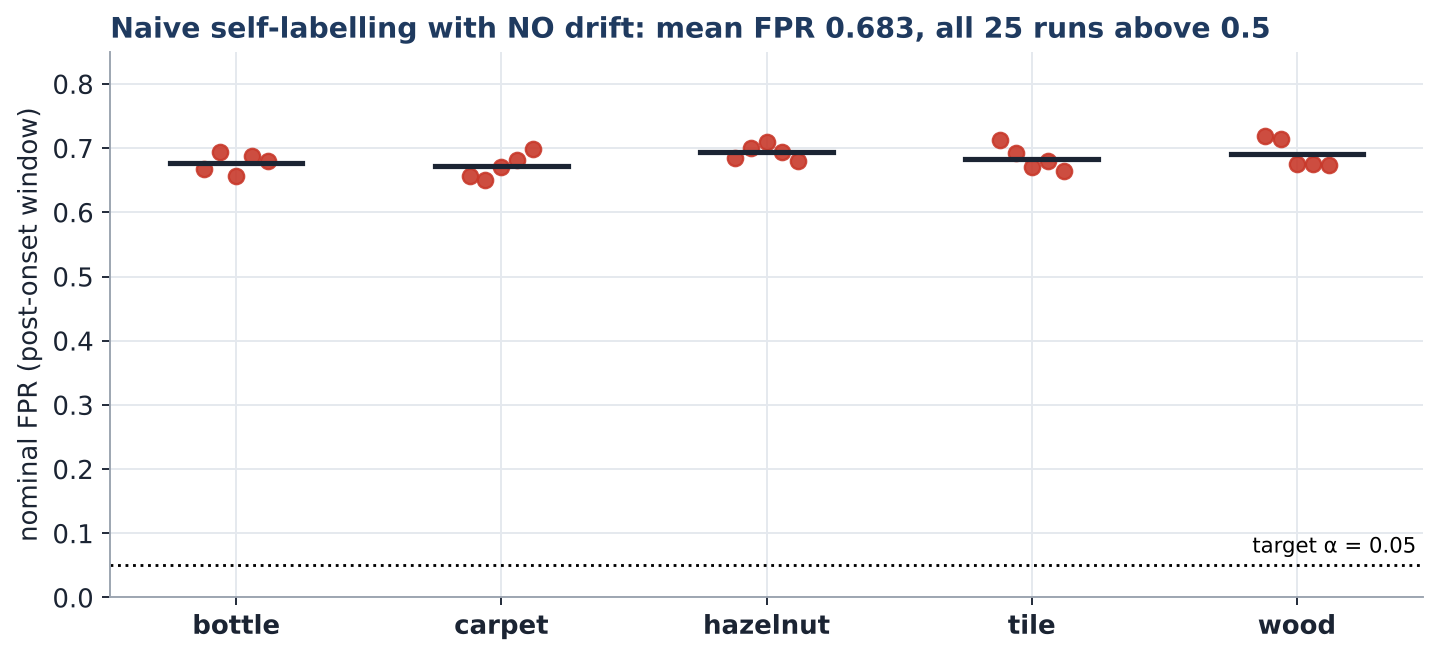 Naive self-labelling with NO drift: mean FPR 0.683, all 25 runs above 0.5
nominal FPR (post-onset window)
0.8
0.7
0.6
0.5
0.4
0.3
0.2
0.1
0.0
target α = 0.05
bottle
carpet
hazelnut
tile
wood